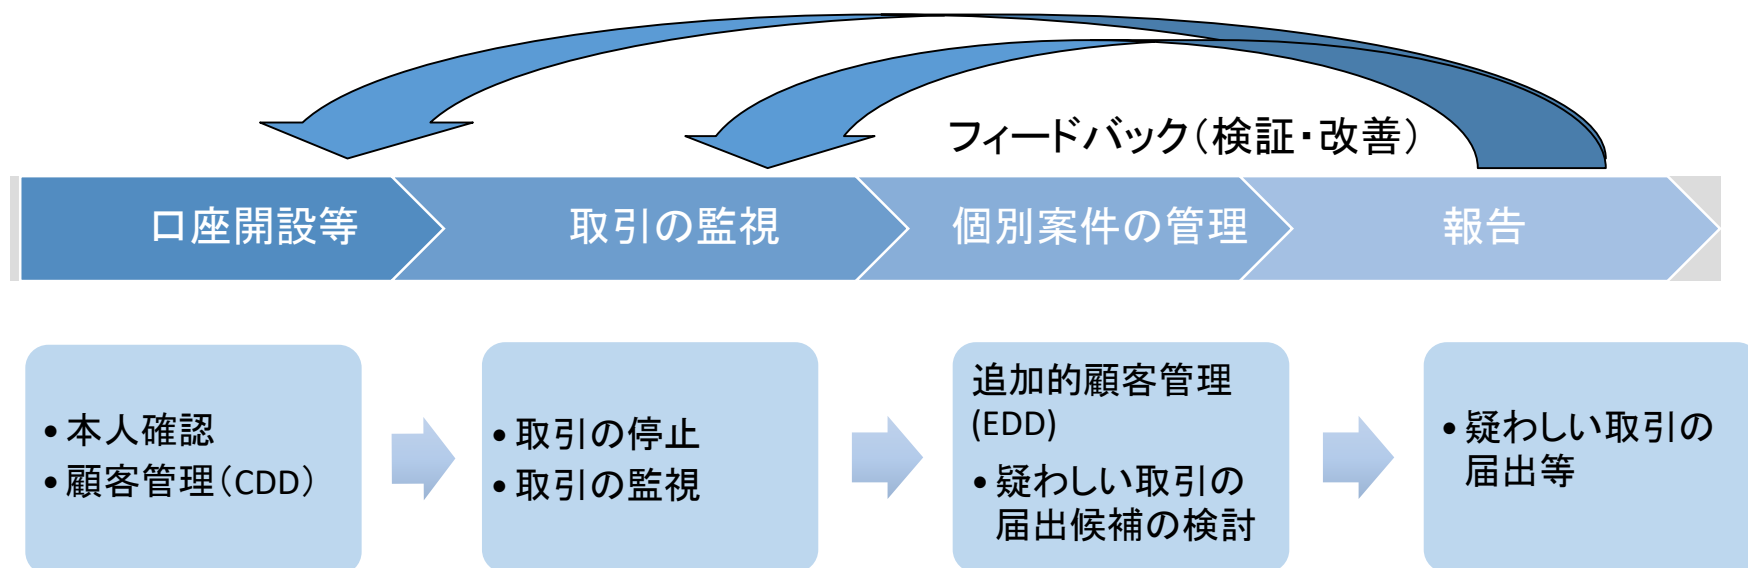 フィードバック（検証・改善）
口座開設等
取引の監視
個別案件の管理
報告
• 本人確認
• 顧客管理（CDD）
• 取引の停止
• 取引の監視
追加的顧客管理
(EDD)
• 疑わしい取引の
届出候補の検討
• 疑わしい取引の
届出等